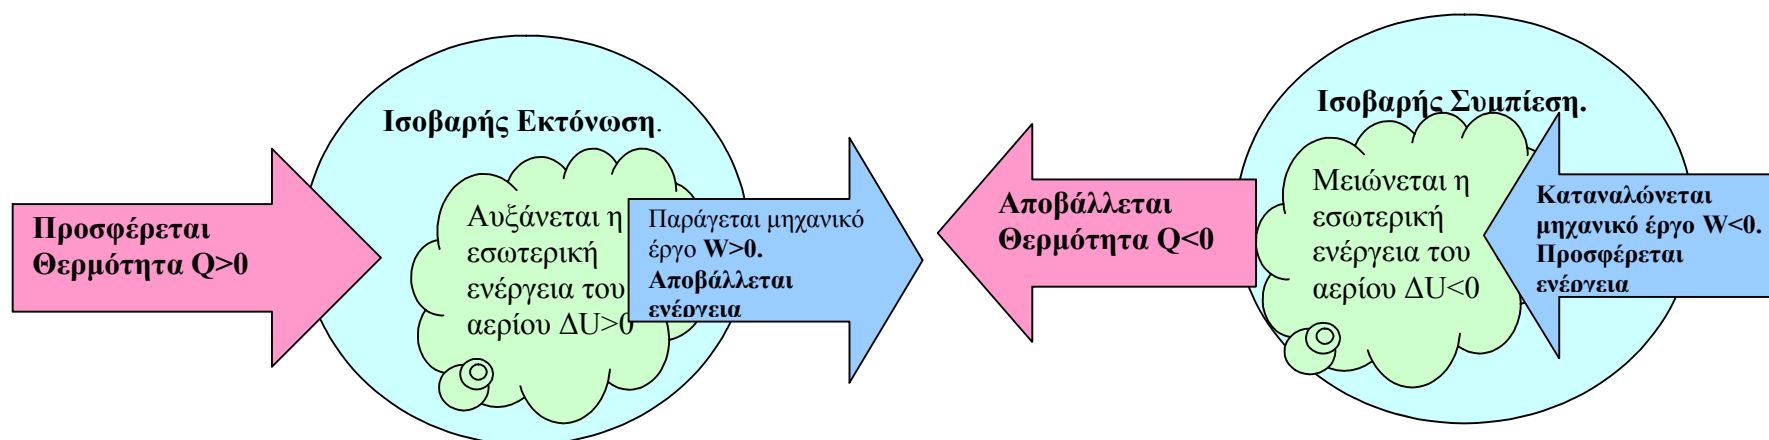 Ισοβαρής Εκτόνωση.
Προσφέρεται
Θερμότητα Q>0
Αυξάνεται η
εσωτερική
ενέργεια του
αερίου ΔU>0
Παράγεται μηχανικό
έργο W>0.
Αποβάλλεται
ενέργεια
Ισοβαρής Συμπίεση.
Αποβάλλεται
Θερμότητα Q<0
Μειώνεται η
εσωτερική
ενέργεια του
αερίου ΔU<0
Καταναλώνεται
μηχανικό έργο W<0.
Προσφέρεται
ενέργεια